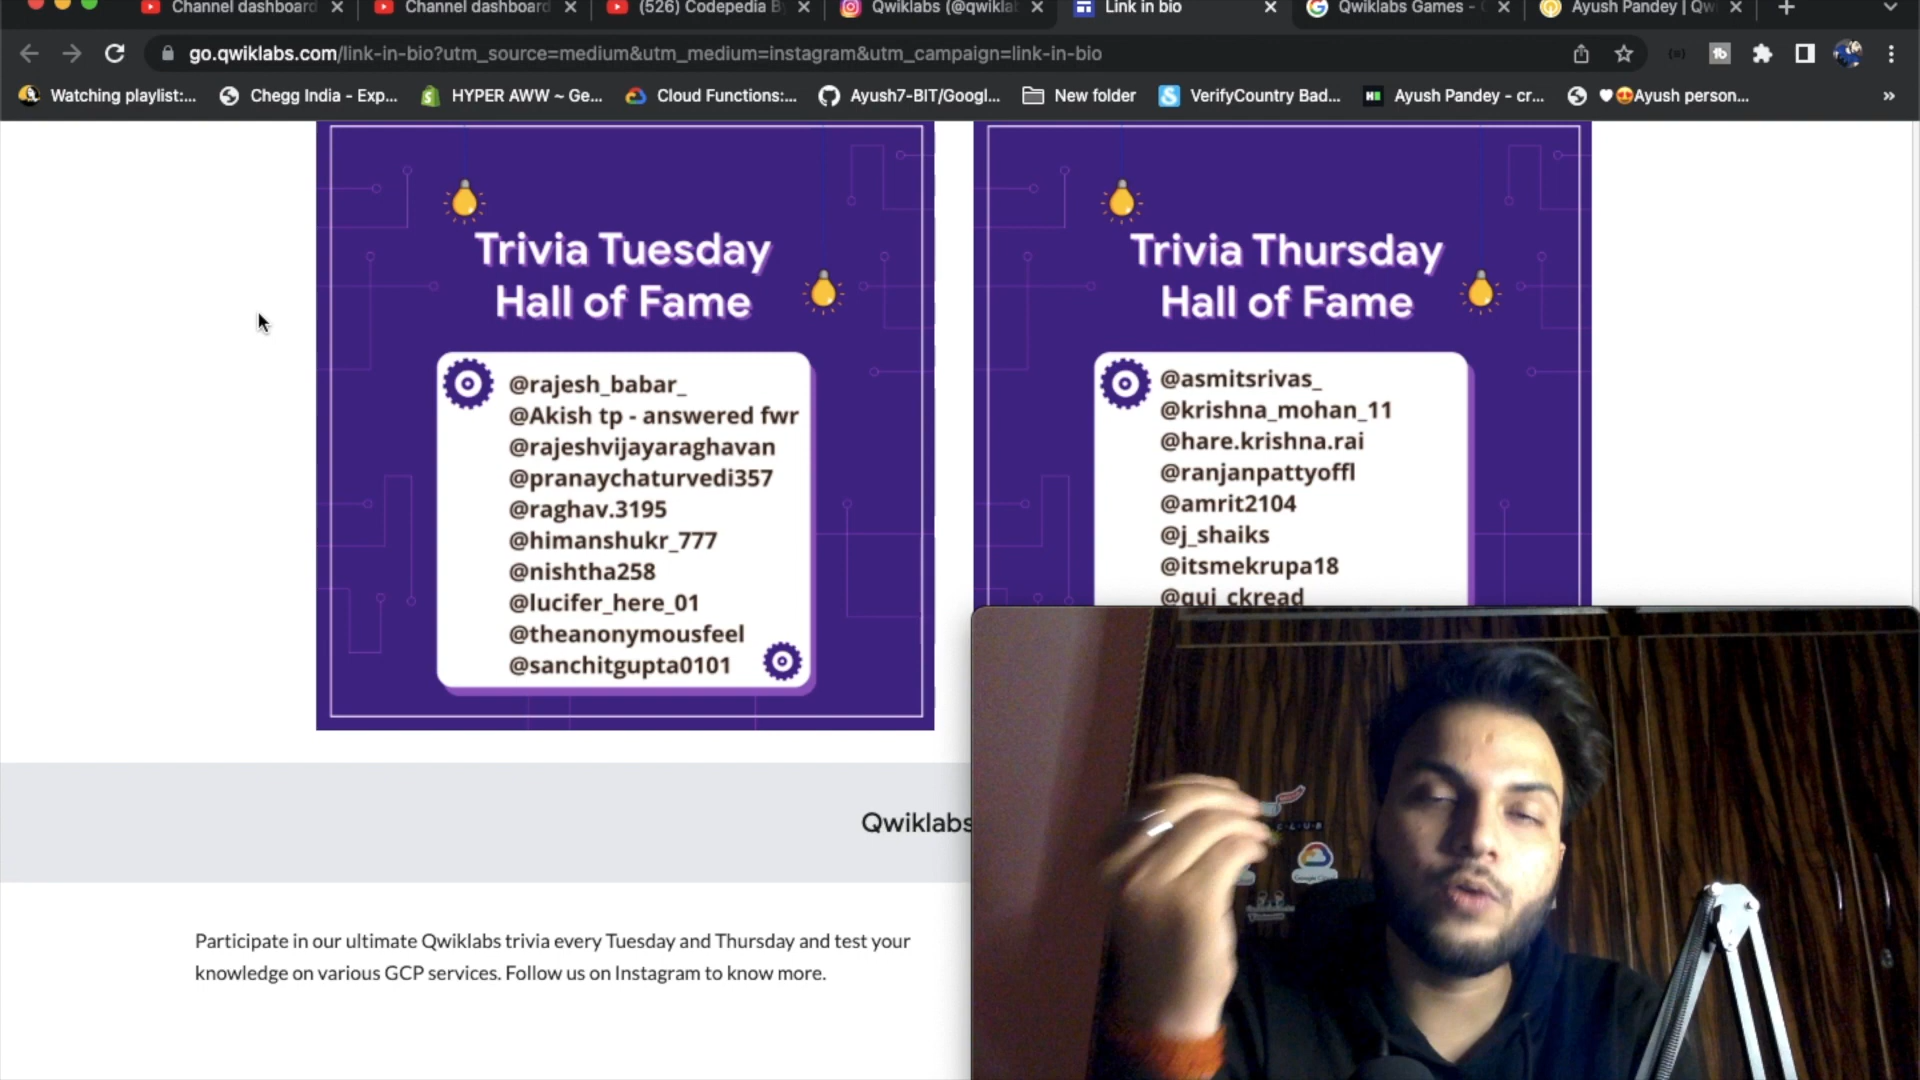 Channel dashboard
Channel dashboard
(526) Codepedia B
Qwiklabs (@qwikla
Link in bio
Qwiklabs Games -
Ayush Pandey | Qw
go.qwiklabs.com/link-in-bio?utm_source=medium&utm_medium=instagram&utm_campaign=link-in-bio
Watching playlist:...
Chegg India - Exp...
HYPER AWW ~ Ge...
Cloud Functions:...
Ayush7-BIT/Googl...
New folder
VerifyCountry Bad...
Ayush Pandey - cr...
♥😍Ayush person...
Trivia Tuesday
Hall of Fame
@rajesh_babar_
@Akish tp - answered fwr
@rajeshvijayaraghavan
@pranaychaturvedi357
@raghav.3195
@himanshukr_777
@nishtha258
@lucifer_here_01
@theanonymousfeel
@sanchitgupta0101
Trivia Thursday
Hall of Fame
@asmitsrivas_
@krishna_mohan_11
@hare.krishna.rai
@ranjanpattyoffl
@amrit2104
@j_shaiks
@itsmekrupa18
@qui_ckread
Qwiklabs
Participate in our ultimate Qwiklabs trivia every Tuesday and Thursday and test your
knowledge on various GCP services. Follow us on Instagram to know more.
Google Cloud